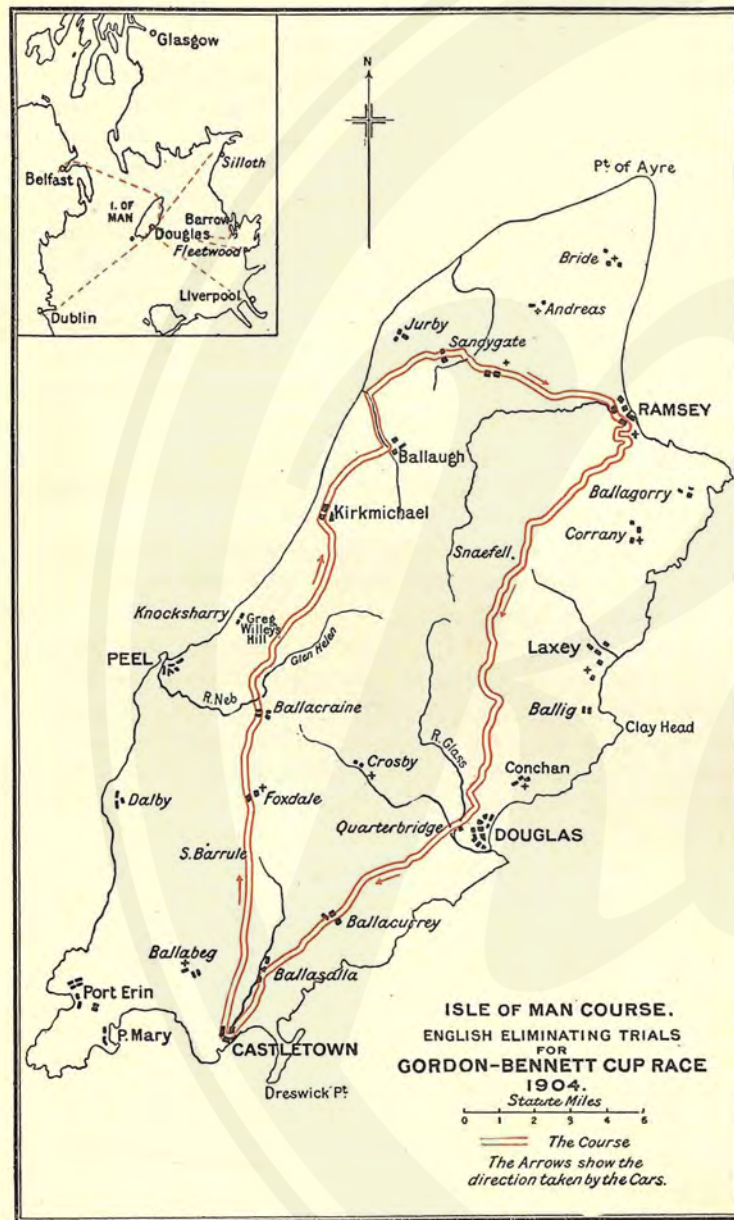 Glasgow
Silloth
Belfast
I. OF
MAN
Barrow
Douglas
Fleetwood
Dublin
Liverpool
N
Pt. of Ayre
Bride
Andreas
Jurby
Sandygate
RAMSEY
Ballaugh
Ballagorry
Kirkmichael
Corrany
Snaefell.
Knocksharry
Greg
Willeys
Hill
Glen Helen
PEEL
Laxey
R. Neb
Ballacraine
Ballig
Clay Head
R. Glass
Crosby
Conchan
Dalby
Foxdale
Quarterbridge
DOUGLAS
S. Barrule
Ballacurrey
Ballabeg
Ballasalla
Port Erin
P. Mary
CASTLETOWN
Dreswick Pt.
ISLE OF MAN COURSE.
ENGLISH ELIMINATING TRIALS
FOR
GORDON-BENNETT CUP RACE
1904.
Statute Miles
0 1 2 3 4 5 6
The Course
The Arrows show the
direction taken by the Cars.